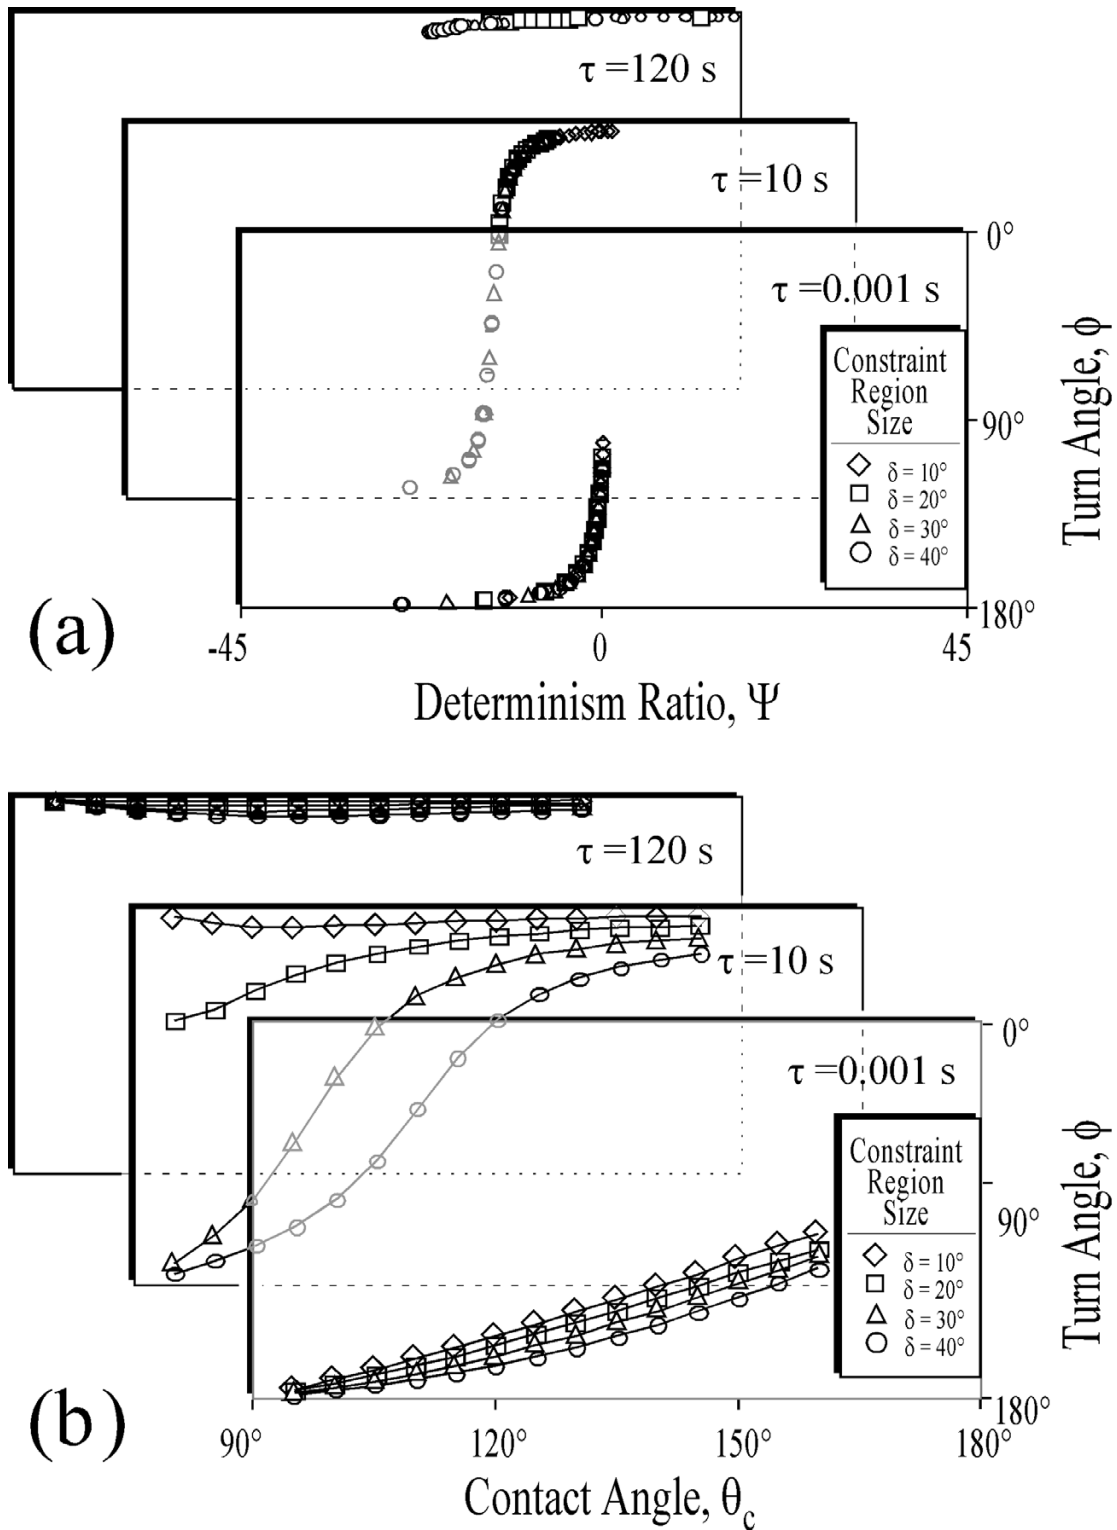 τ =120 s
τ =10 s
0°
τ =0.001 s
Constraint
Region
Size
90°
δ = 10°
δ = 20°
δ = 30°
δ = 40°
Turn Angle, ϕ
180°
(a)
-45
0
45
Determinism Ratio, Ψ
τ =120 s
τ =10 s
0°
τ =0.001 s
Constraint
Region
Size
90°
δ = 10°
δ = 20°
δ = 30°
δ = 40°
Turn Angle, ϕ
180°
(b)
90°
120°
150°
180°
Contact Angle, θc